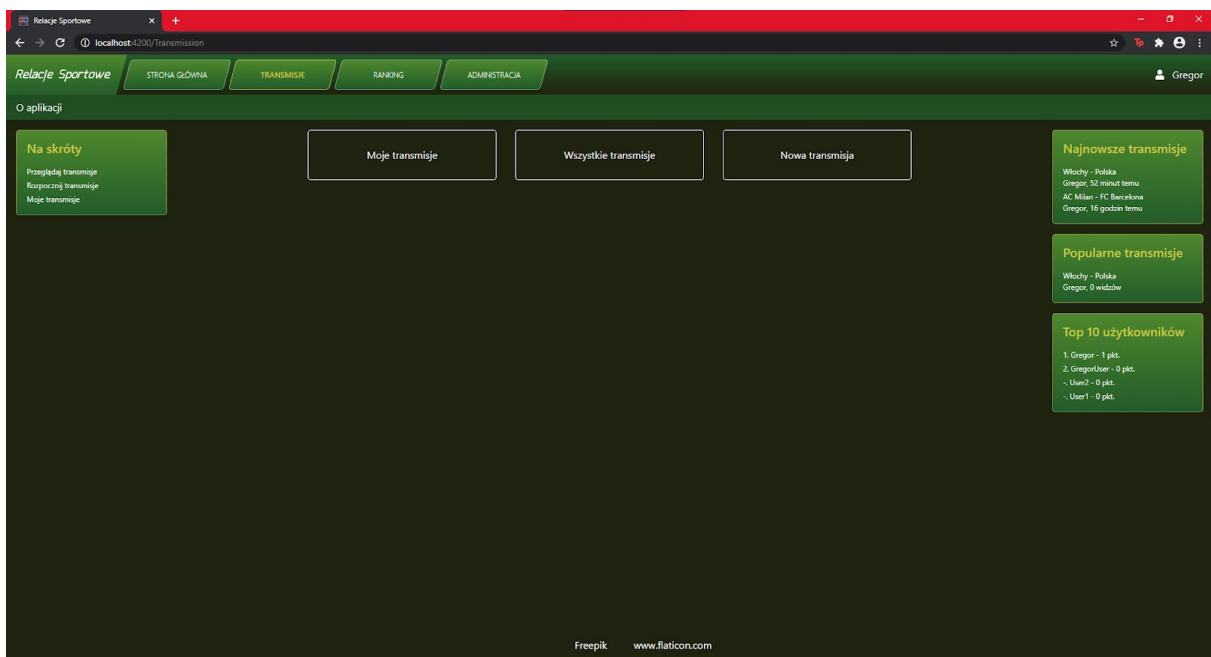 Relacje Sportowe
localhost:4200/Transmission
Tp
Relacje Sportowe
STRONA GŁÓWNA
TRANSMISJE
RANKING
ADMINISTRACJA
Gregor
O aplikacji
Na skróty
Przeglądaj transmisje
Rozpocznij transmisje
Moje transmisje
Moje transmisje
Wszystkie transmisje
Nowa transmisja
Najnowsze transmisje
Włochy - Polska
Gregor, 52 minut temu
AC Milan - FC Barcelona
Gregor, 16 godzin temu
Popularne transmisje
Włochy - Polska
Gregor, 0 widzów
Top 10 użytkowników
1. Gregor - 1 pkt.
2. GregorUser - 0 pkt.
-. User2 - 0 pkt.
-. User1 - 0 pkt.
Freepik
www.flaticon.com